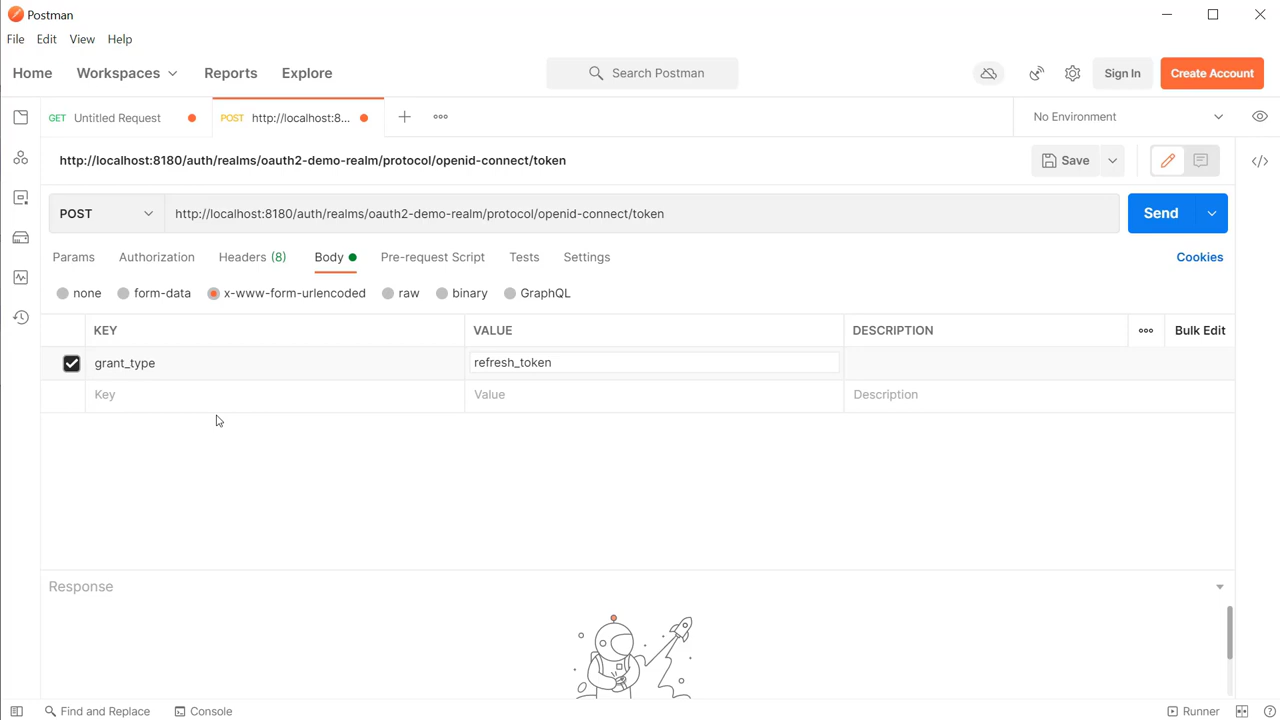 Postman
File Edit View Help
Home Workspaces Reports Explore Search Postman Sign In Create Account
GET Untitled Request POST http://localhost:8... No Environment
http://localhost:8180/auth/realms/oauth2-demo-realm/protocol/openid-connect/token Save
POST http://localhost:8180/auth/realms/oauth2-demo-realm/protocol/openid-connect/token Send
Params Authorization Headers (8) Body Pre-request Script Tests Settings Cookies
none form-data x-www-form-urlencoded raw binary GraphQL
KEY VALUE DESCRIPTION Bulk Edit
grant_type refresh_token
Key Value Description
Response
Find and Replace Console Runner